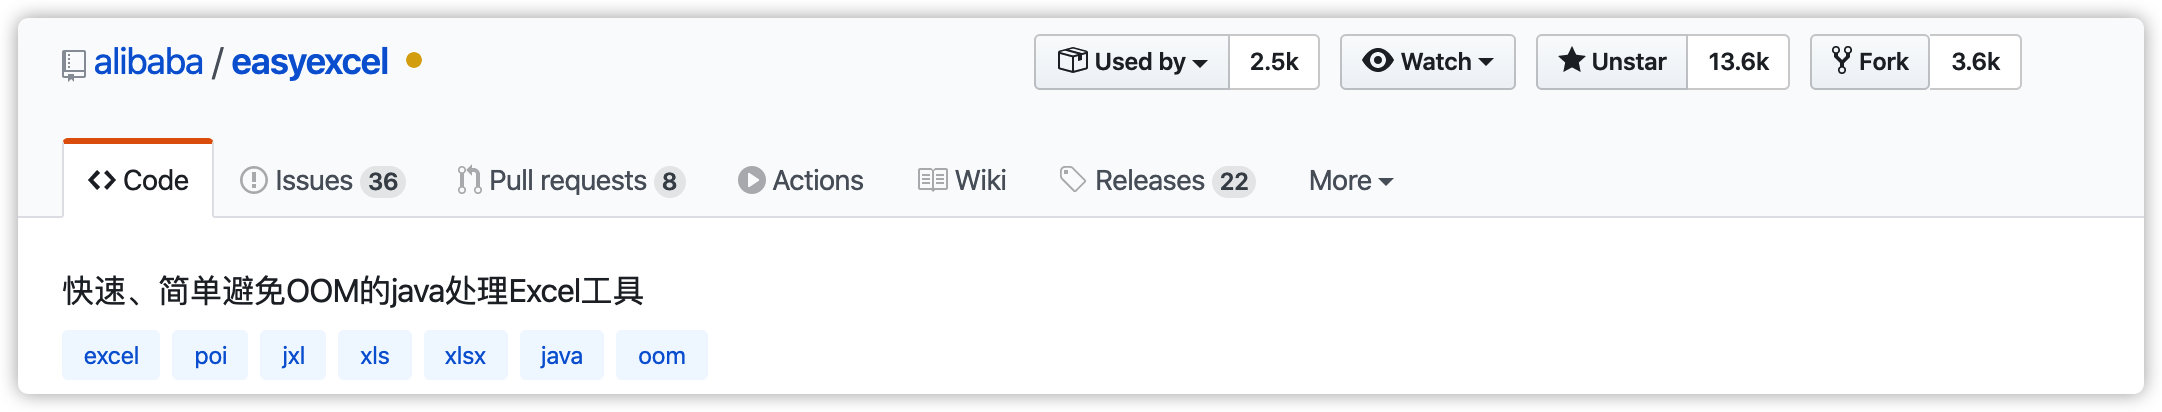 alibaba / easyexcel Used by 2.5k Watch Unstar 13.6k Fork 3.6k
Code Issues 36 Pull requests 8 Actions Wiki Releases 22 More
快速、简单避免OOM的java处理Excel工具
excel poi jxl xls xlsx java oom